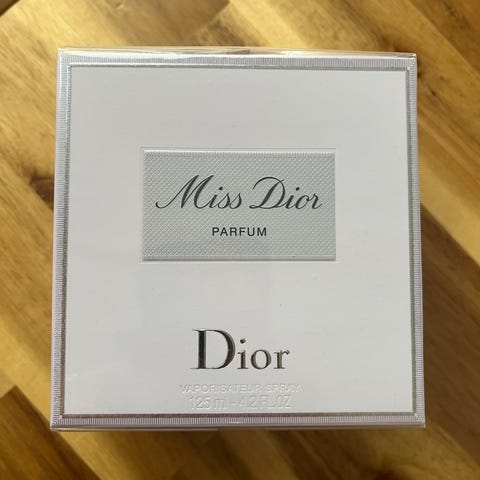 Miss Dior
PARFUM
Dior
VAPORISATEUR SPRAY
125 ml - 4.2 FL.OZ